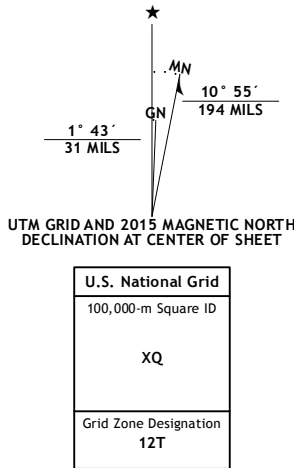 MN
GN
10° 55´
194 MILS
1° 43´
31 MILS
UTM GRID AND 2015 MAGNETIC NORTH
DECLINATION AT CENTER OF SHEET
U.S. National Grid
100,000-m Square ID
XQ
Grid Zone Designation
12T